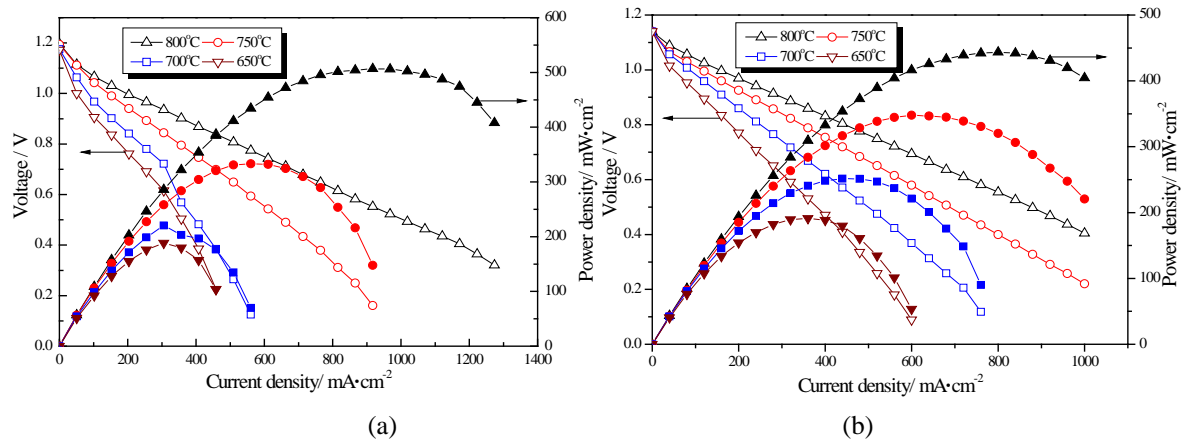 (a)
Voltage / V
1.2
1.0
0.8
0.6
0.4
0.2
0.0
800°C 750°C
700°C 650°C
600
500
400
300
200
100
0
Power density/ mW·cm-2
0 200 400 600 800 1000 1200 1400
Current density/ mA·cm-2
(a)
(b)
Voltage / V
1.2
1.0
0.8
0.6
0.4
0.2
0.0
800°C 750°C
700°C 650°C
500
400
300
200
100
0
Power density/ mW·cm-2
0 200 400 600 800 1000
Current density/ mA·cm-2
(b)